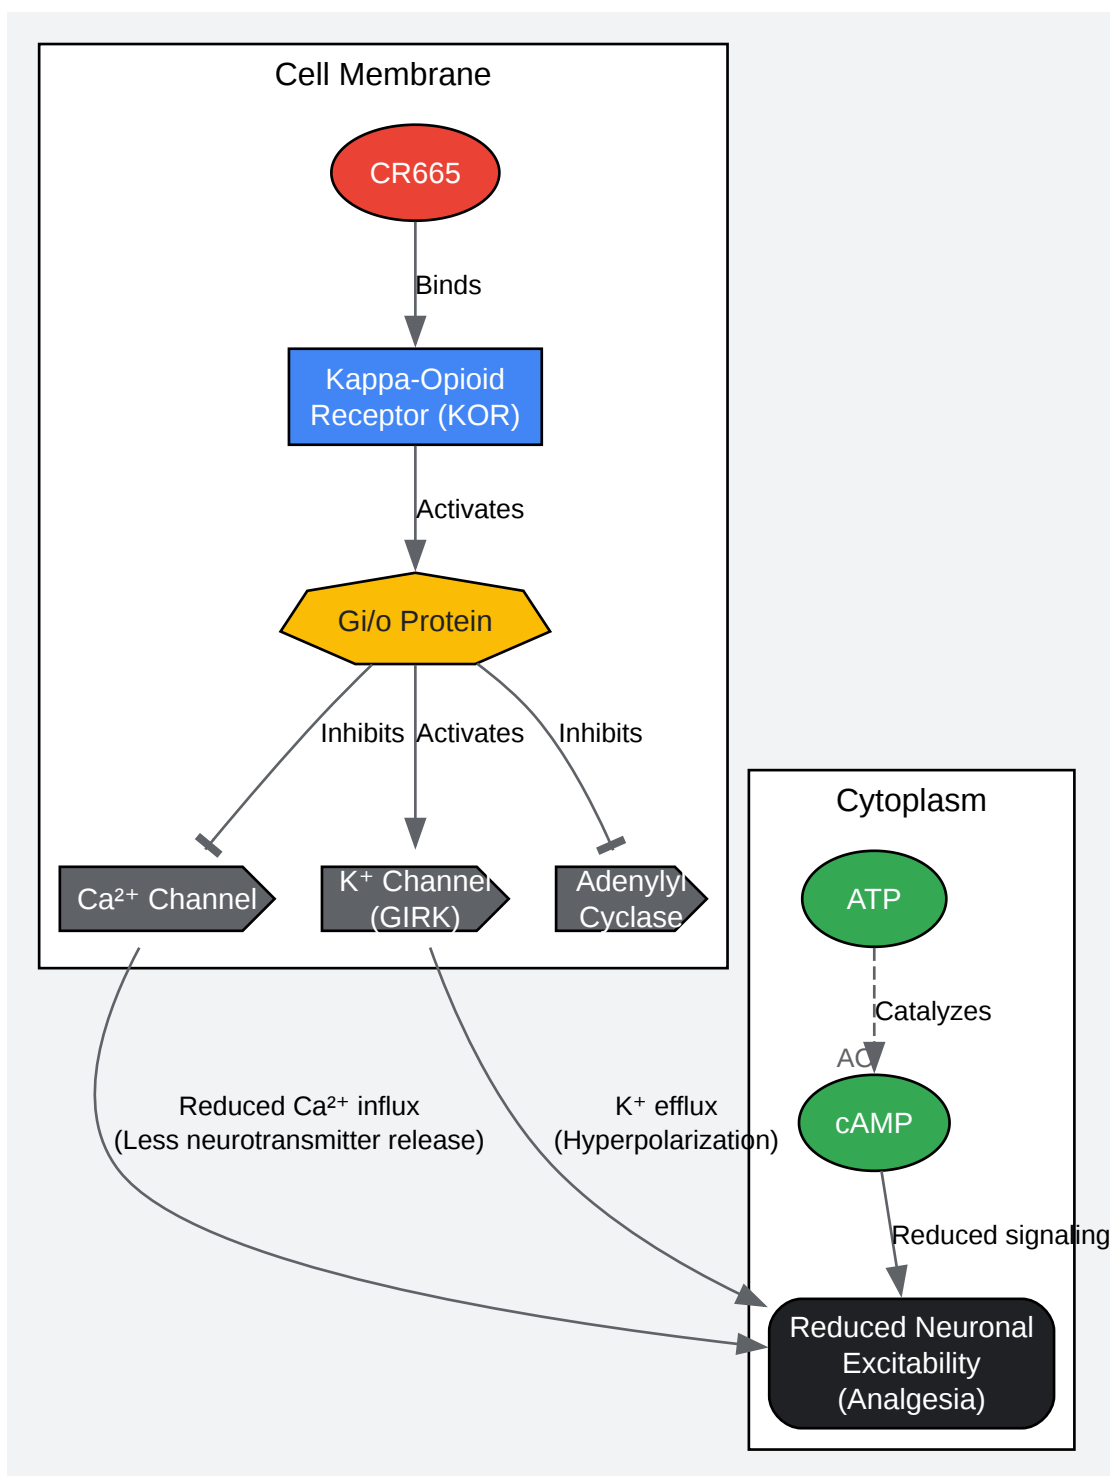 Cell Membrane
CR665
Binds
Kappa-Opioid
Receptor (KOR)
Activates
Gi/o Protein
Inhibits
Activates
Inhibits
Ca²⁺ Channel
K⁺ Channel
(GIRK)
Adenylyl
Cyclase
Cytoplasm
ATP
Catalyzes
AC
cAMP
Reduced Ca²⁺ influx
(Less neurotransmitter release)
K⁺ efflux
(Hyperpolarization)
Reduced signaling
Reduced Neuronal
Excitability
(Analgesia)